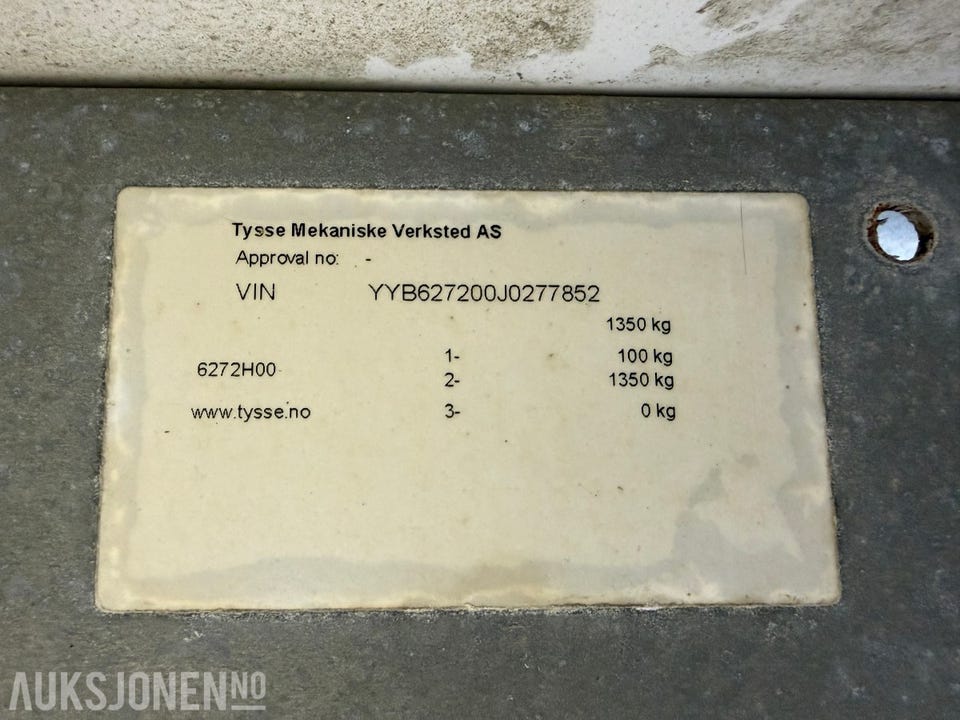 Tysse Mekaniske Verksted AS
Approval no: -
VIN YYB627200J0277852
1350 kg
1- 100 kg
6272H00
2- 1350 kg
www.tysse.no 3- 0 kg
AUKSJONEN.NO